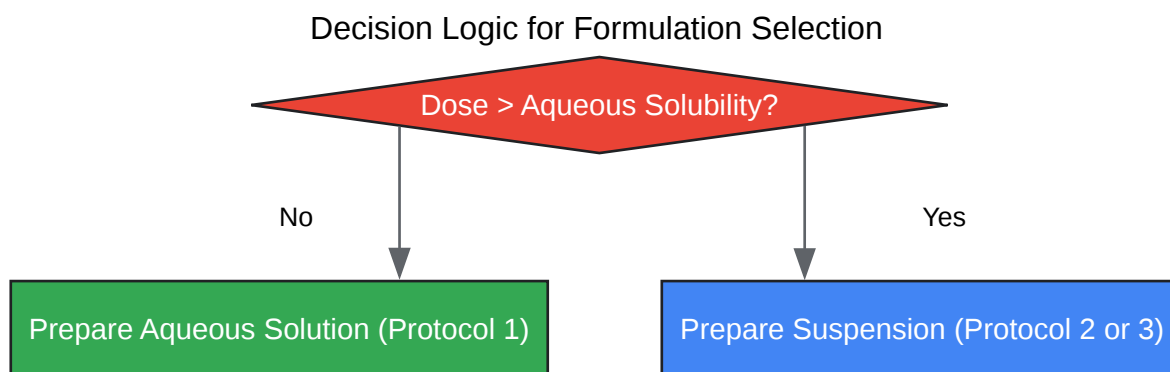 Decision Logic for Formulation Selection
Dose > Aqueous Solubility?
No
Yes
Prepare Aqueous Solution (Protocol 1)
Prepare Suspension (Protocol 2 or 3)